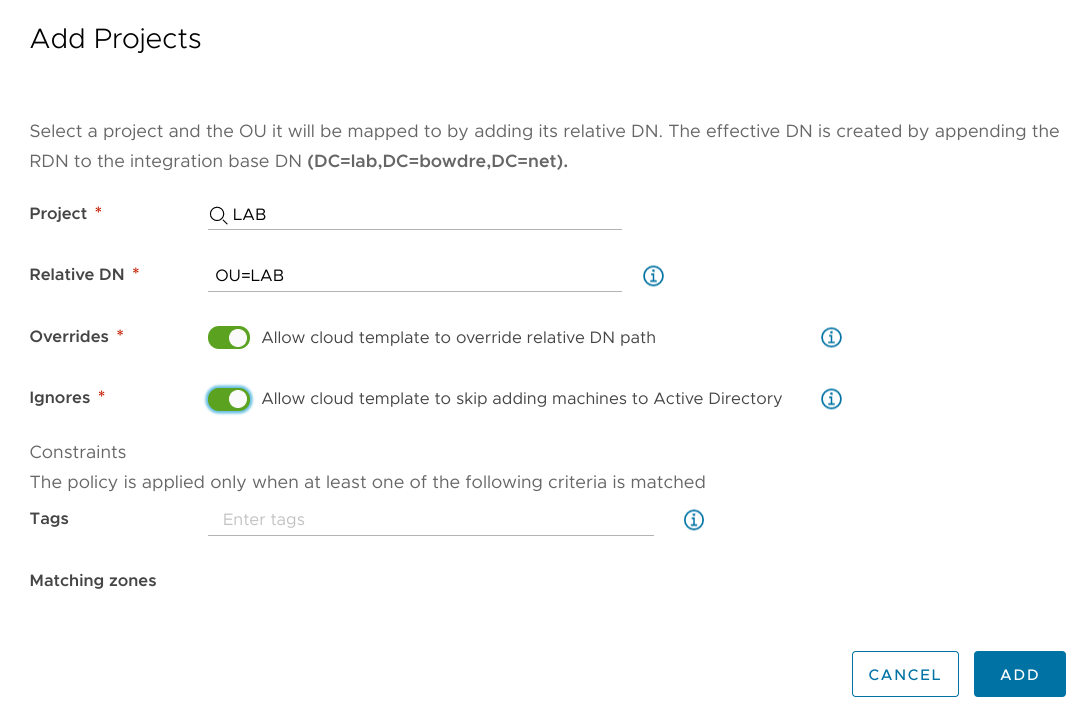 Add Projects
Select a project and the OU it will be mapped to by adding its relative DN. The effective DN is created by appending the
RDN to the integration base DN (DC=lab,DC=bowdre,DC=net).
Project * LAB
Relative DN * OU=LAB
Overrides * Allow cloud template to override relative DN path
Ignores * Allow cloud template to skip adding machines to Active Directory
Constraints
The policy is applied only when at least one of the following criteria is matched
Tags Enter tags
Matching zones
CANCEL ADD